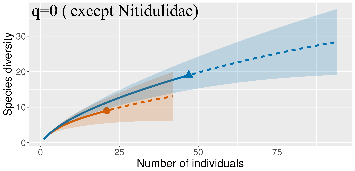 q=0 ( except Nitidulidae)
Species diversity
30
20
10
0
0
25
50
75
Number of individuals